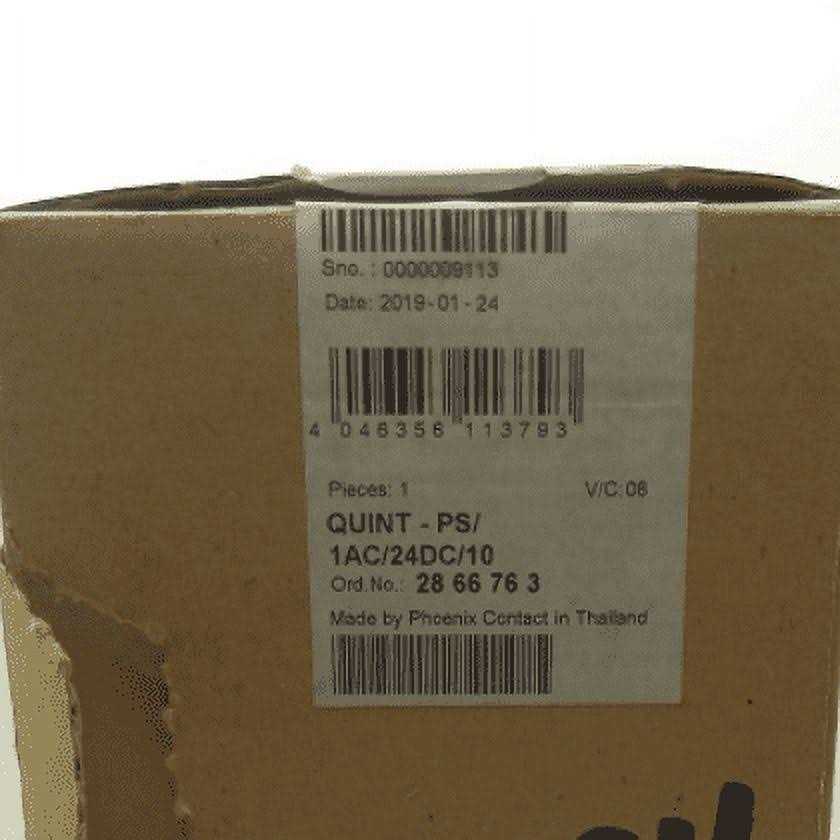 Sno. : 0000009113
Date: 2019-01-24
4 046356 113793
Pieces: 1 V/C: 08
QUINT - PS/
1AC/24DC/10
Ord.No.: 28 66 76 3
Made by Phoenix Contact in Thailand